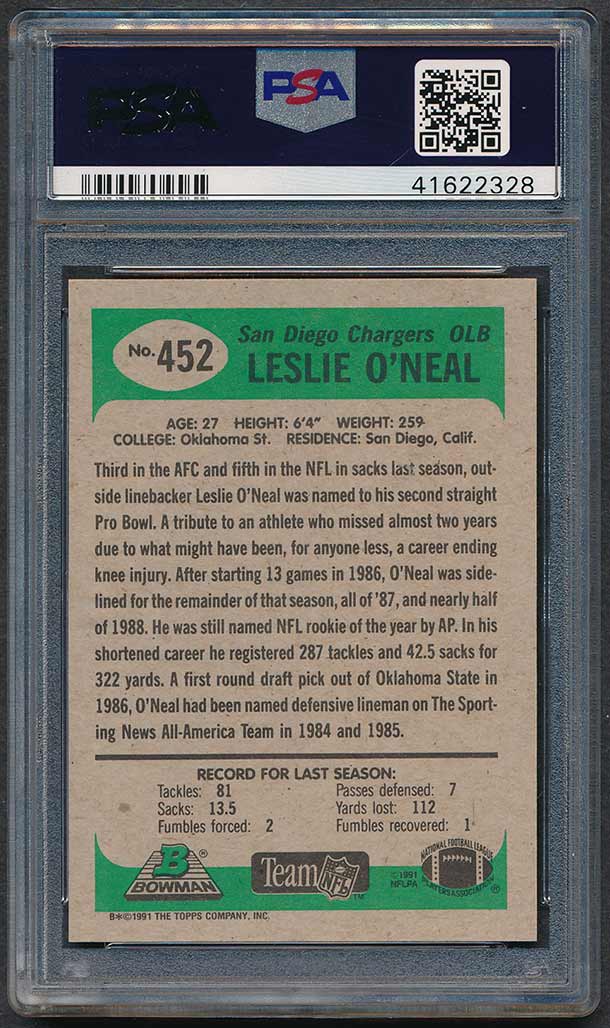 PSA PSA
41622328
No. 452
San Diego Chargers OLB
LESLIE O'NEAL
AGE: 27 HEIGHT: 6'4" WEIGHT: 259
COLLEGE: Oklahoma St. RESIDENCE: San Diego, Calif.
Third in the AFC and fifth in the NFL in sacks last season, out-
side linebacker Leslie O'Neal was named to his second straight
Pro Bowl. A tribute to an athlete who missed almost two years
due to what might have been, for anyone less, a career ending
knee injury. After starting 13 games in 1986, O'Neal was side-
lined for the remainder of that season, all of '87, and nearly half
of 1988. He was still named NFL rookie of the year by AP. In his
shortened career he registered 287 tackles and 42.5 sacks for
322 yards. A first round draft pick out of Oklahoma State in
1986, O'Neal had been named defensive lineman on The Sport-
ing News All-America Team in 1984 and 1985.
RECORD FOR LAST SEASON:
Tackles: 81 Passes defensed: 7
Sacks: 13.5 Yards lost: 112
Fumbles forced: 2 Fumbles recovered: 1
B ® BOWMAN
Team NFL ™
©1991
NFLPA
NATIONAL FOOTBALL LEAGUE
PLAYERS ASSOCIATION
B*©1991 THE TOPPS COMPANY, INC.